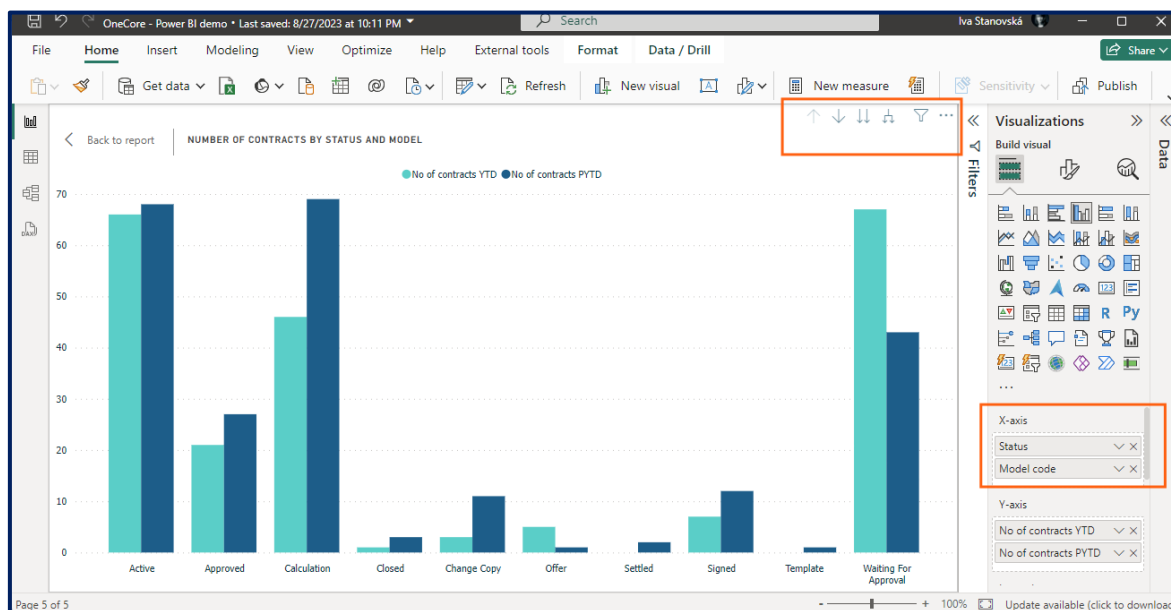 OneCore - Power BI demo • Last saved: 8/27/2023 at 10:11 PM
Search
Iva Stanovská
File Home Insert Modeling View Optimize Help External tools Format Data / Drill
Share
Get data
Refresh
New visual
A
New measure
Sensitivity
Publish
Back to report
NUMBER OF CONTRACTS BY STATUS AND MODEL
No of contracts YTD No of contracts PYTD
70
60
50
40
30
20
10
0
Active Approved Calculation Closed Change Copy Offer Settled Signed Template Waiting For
Approval
Filters
Visualizations
Build visual
123
R Py
123
...
X-axis
Status
Model code
Y-axis
No of contracts YTD
No of contracts PYTD
Data
DAX
Page 5 of 5
- + 100%
Update available (click to download